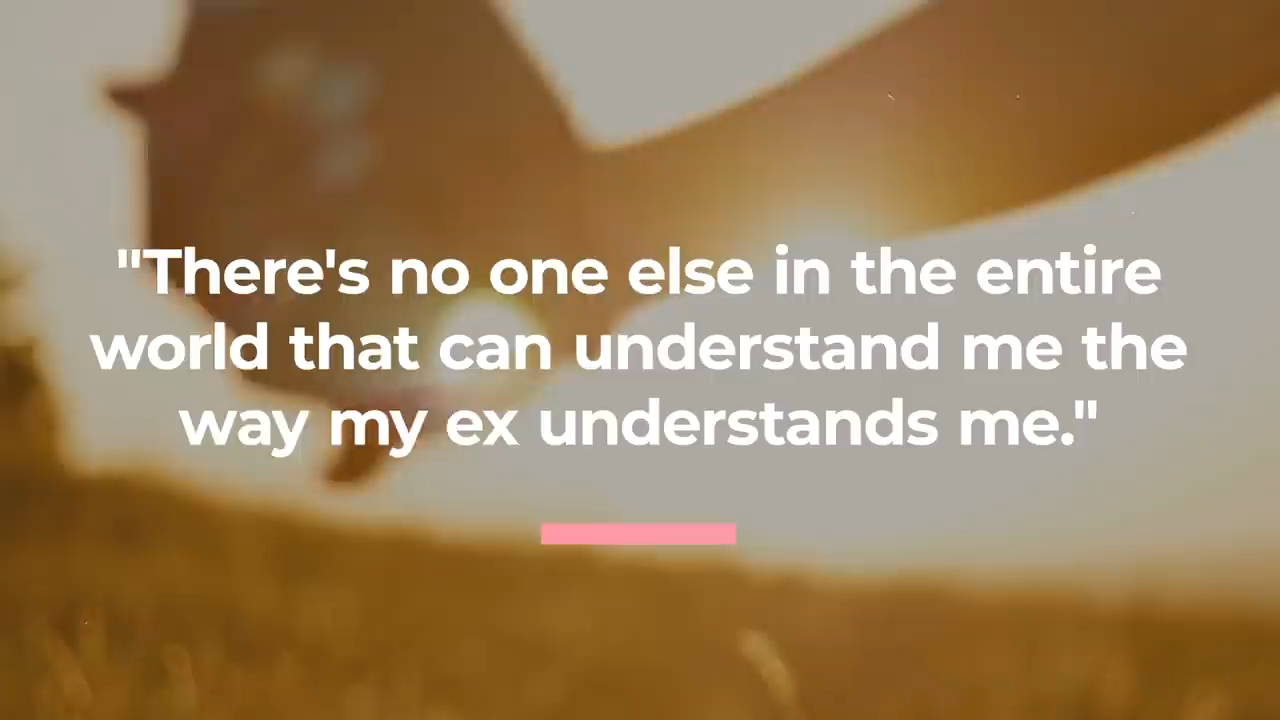 "There's no one else in the entire
world that can understand me the
way my ex understands me."